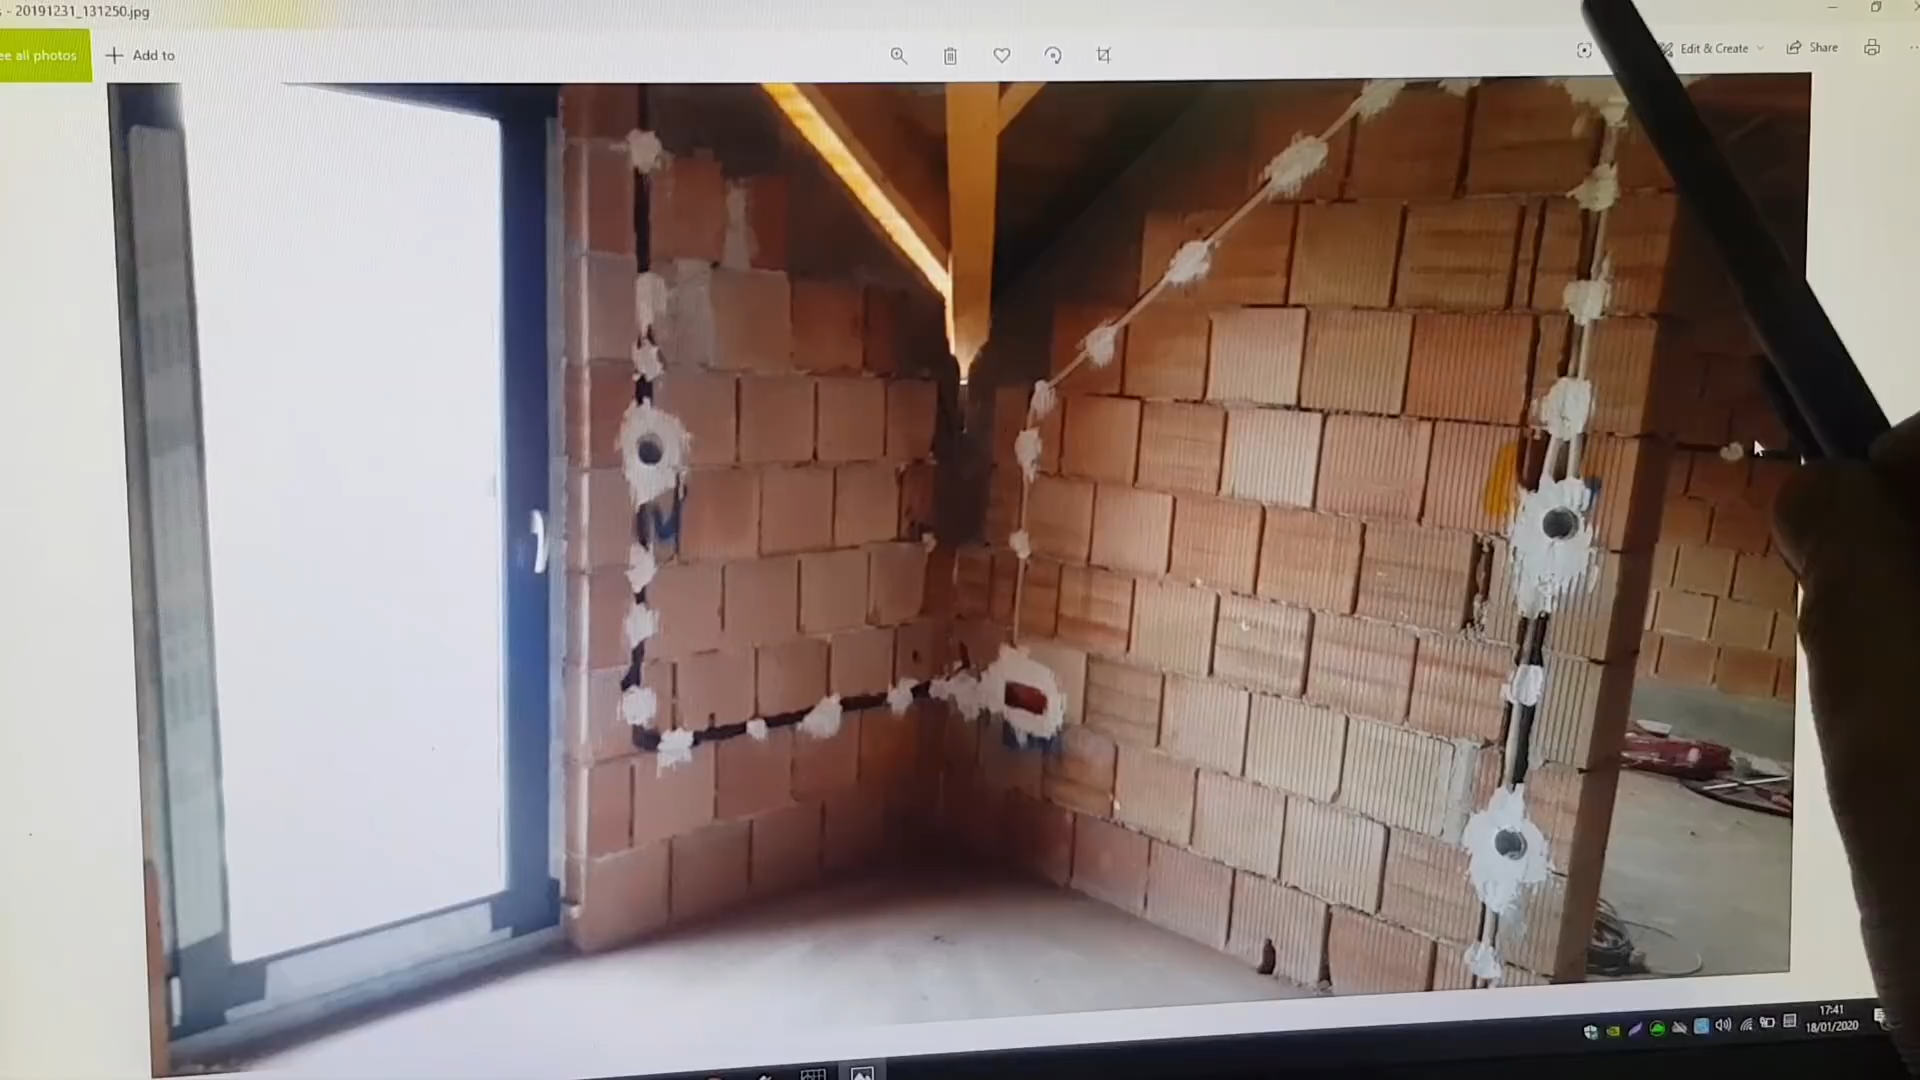 - 20191231_131250.jpg
ee all photos
Add to
Edit & Create
Share
17:41
18/01/2020